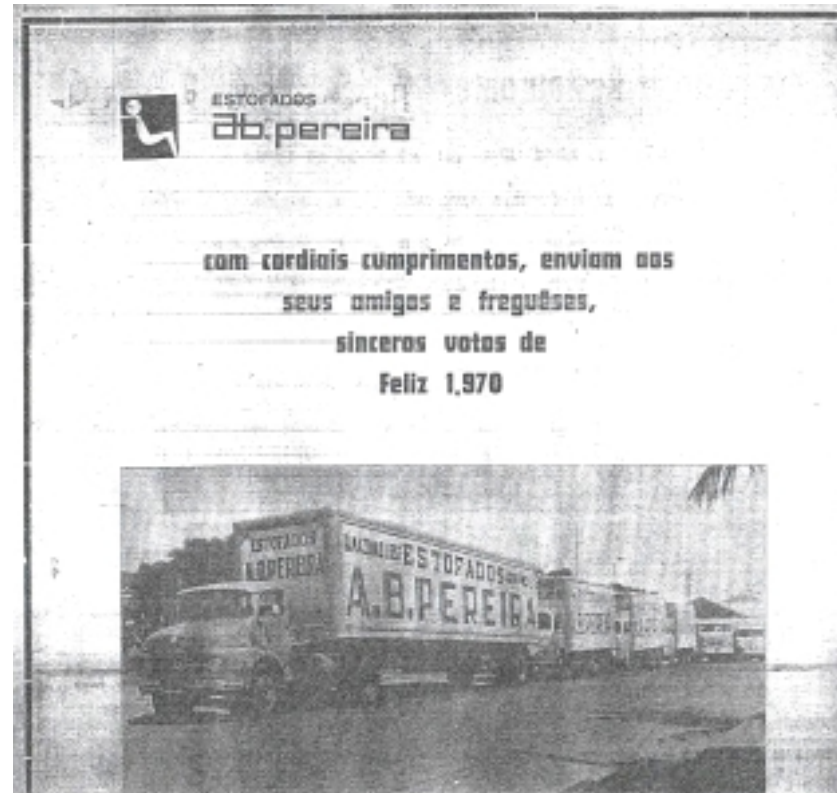 ESTOFADOS
ab.pereira
com cordiais cumprimentos, enviam aos
seus amigos e freguêses,
sinceros votos de
Feliz 1.970
ESTOFADOS
A.B.PEREIRA
ESTOFADOS
A.B.PEREIRA